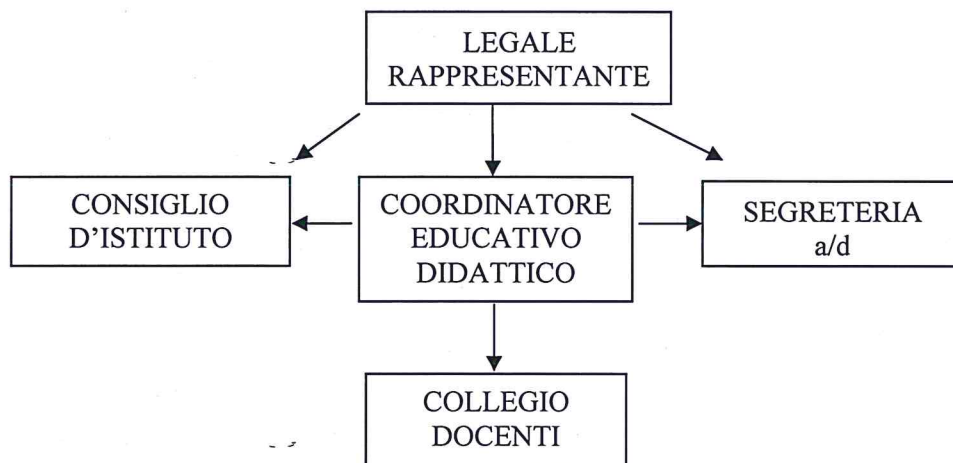 LEGALE
RAPPRESENTANTE
CONSIGLIO
D'ISTITUTO
COORDINATORE
EDUCATIVO
DIDATTICO
SEGRETERIA
a/d
COLLEGIO
DOCENTI